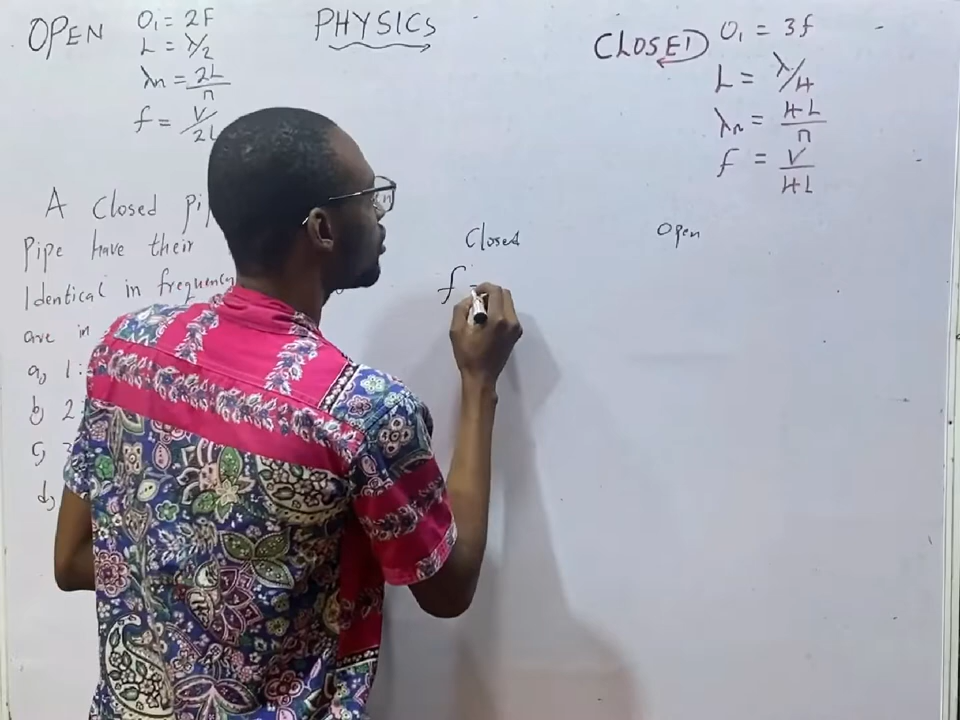 OPEN
O₁ = 2F
L = λ/2
λn = 2L/n
f = V/2L
PHYSICS
CLOSED
O₁ = 3f
L = λ/4
λn = 4L/n
f = V/4L
A Closed
Pipe have their
Identical in frequency
are in
a, 1:
b, 2
c, 3
d,
Closed
Open
f